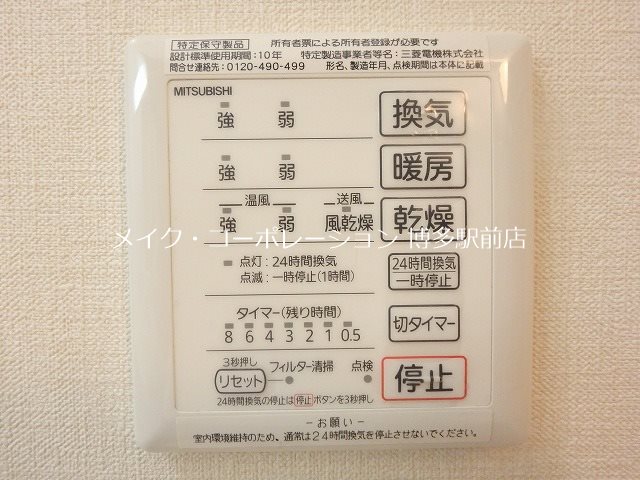 特定保守製品 所有者票による所有者登録が必要です
設計標準使用期間:10年 特定製造事業者等名:三菱電機株式会社
問合せ連絡先:0120-490-499 形名、製造年月、点検期間は本体に記載
MITSUBISHI
強 弱 換気
強 弱 暖房
温風 送風
強 弱 風乾燥 乾燥
メイク・コーポレーション 博多駅前店
点灯:24時間換気
点滅:一時停止(1時間)
24時間換気
一時停止
タイマー(残り時間)
8 6 4 3 2 1 0.5
切タイマー
3秒押し
リセット フィルター清掃 点検
停止
24時間換気の停止は停止ボタンを3秒押し
-お願い-
室内環境維持のため、通常は24時間換気を停止させないでください。